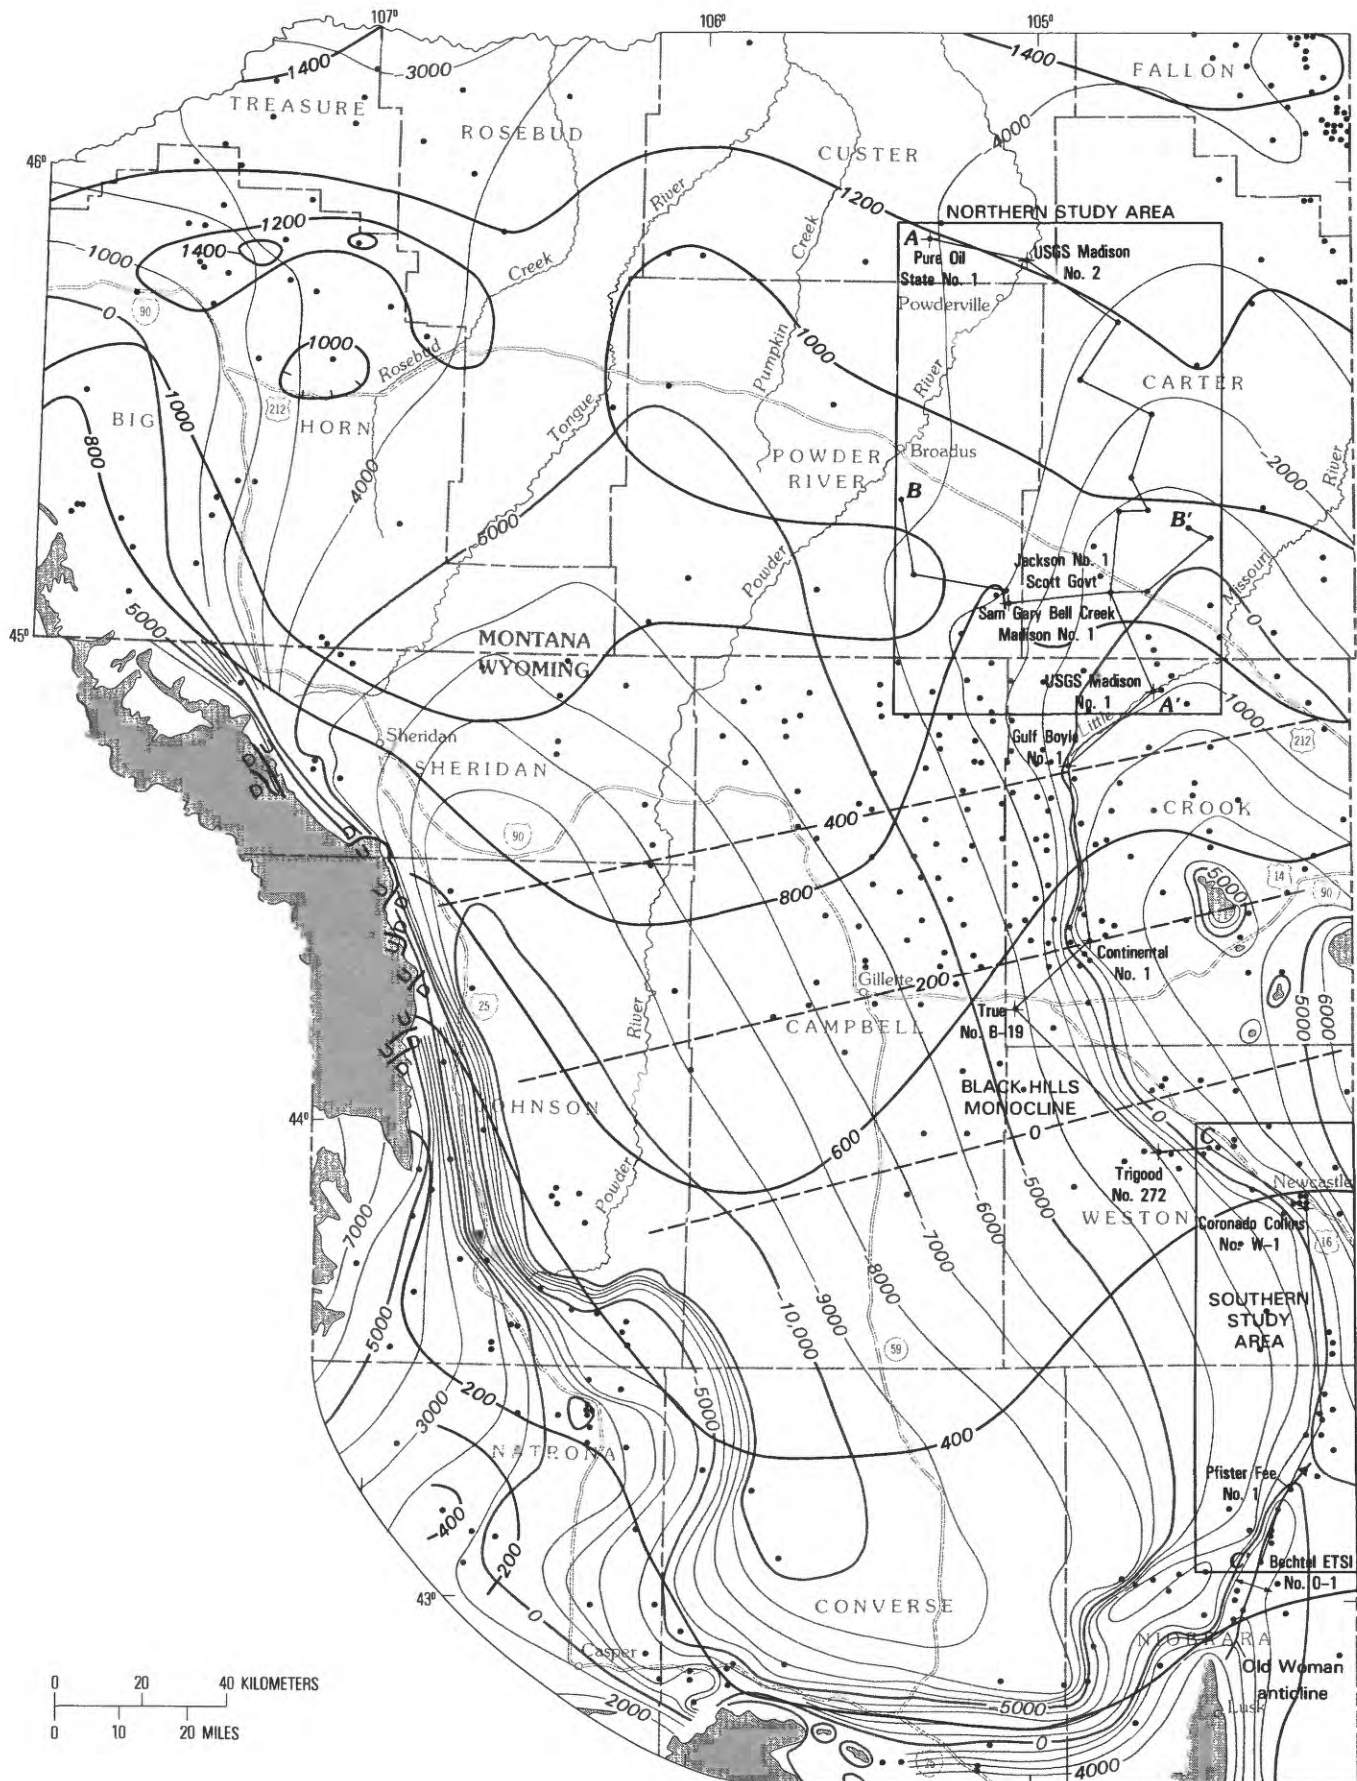 107°
106°
105°
1400
3000
1400
FALLON
TREASURE
ROSEBUD
4000
CUSTER
46°
River
Creek
1200
NORTHERN STUDY AREA
1200
1400
1000
A
Pure Oil
State No. 1
USGS Madison
No. 2
Creek
Powderville
0
90
1000
Rosebud
1000
Pumpkin
River
CARTER
BIG
HORN
212
1000
Tongue
800
4000
POWDER
RIVER
Broadus
-2000
River
B
B'
-5000
Powder
Jackson No. 1
Scott Govt
Missouri
Sam Gary Bell Creek
Madison No. 1
0
45°
5000
MONTANA
WYOMING
USGS Madison
No. 1
A'
Little
1000
Gulf Boyle
No. 1
212
Sheridan
SHERIDAN
U
D
D
CROOK
90
400
D
U
800
5000
14
90
U
D
U
D
Continental
No. 1
U
D
Gillette
200
25
CAMPBELL
True
No. B-19
5000
6000
River
U
D
U
D
BLACK HILLS
MONOCLINE
JOHNSON
44°
0
0
600
C
Powder
Trigood
No. 272
Newcastle
WESTON
-5000
-6000
-7000
Coronado Collins
No. W-1
16
7000
-8000
-9000
-10,000
SOUTHERN
STUDY
AREA
5000
59
-200
3000
-5000
400
NATRONA
Pfister Fee
No. 1
-400
-200
C'
Bechtel ETSI
No. O-1
43°
0
CONVERSE
NIOBRARA
Casper
Old Woman
anticline
Lusk
0 20 40 KILOMETERS
0 10 20 MILES
2000
-5000
0
25
4000